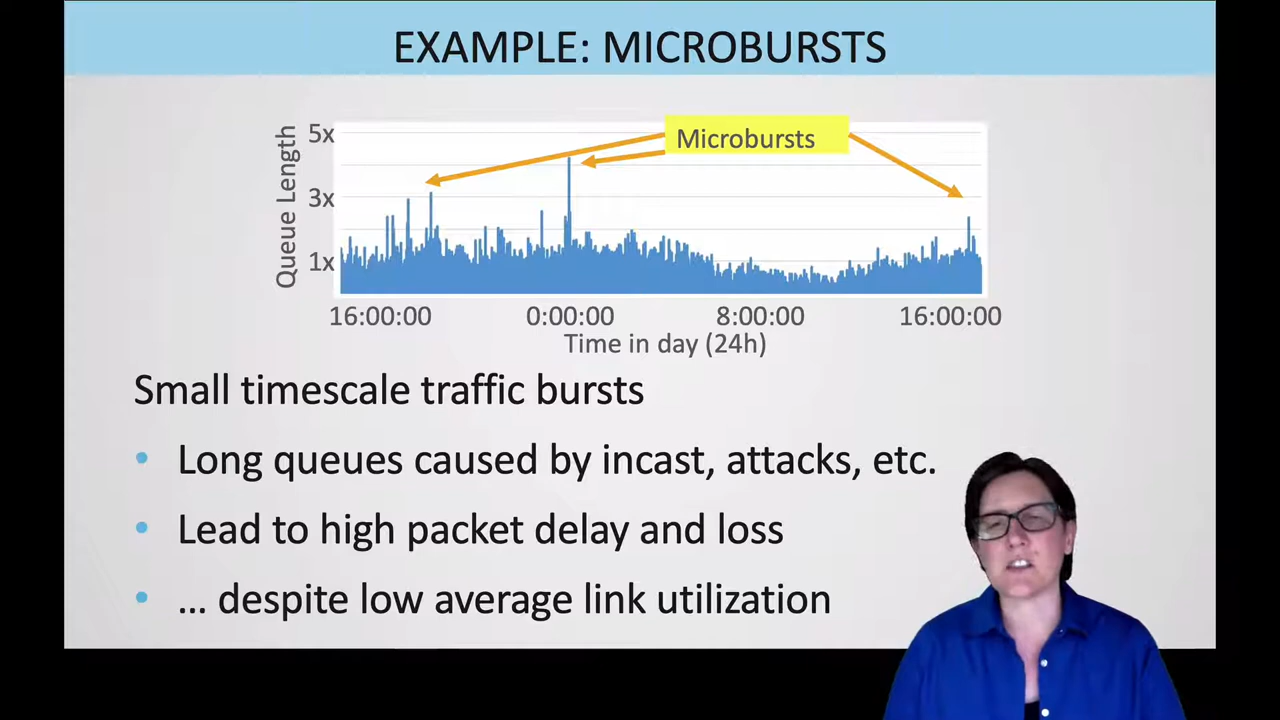 EXAMPLE: MICROBURSTS
Queue Length
5x
3x
1x
Microbursts
16:00:00 0:00:00 8:00:00 16:00:00
Time in day (24h)
Small timescale traffic bursts
• Long queues caused by incast, attacks, etc.
• Lead to high packet delay and loss
• … despite low average link utilization